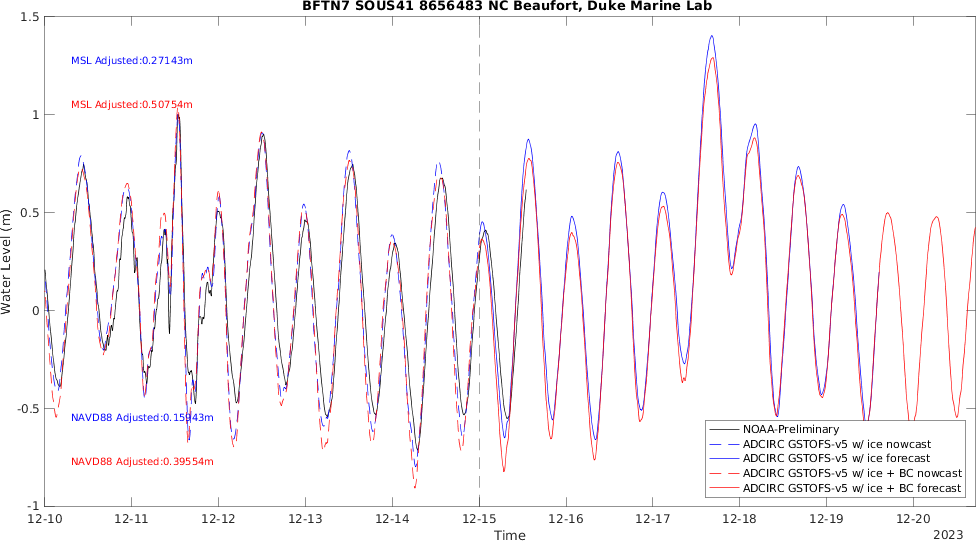 BFTN7 SOUS41 8656483 NC Beaufort, Duke Marine Lab
1.5
1
0.5
0
-0.5
-1
Water Level (m)
MSL Adjusted:0.27143m
MSL Adjusted:0.50754m
NAVD88 Adjusted:0.15943m
NAVD88 Adjusted:0.39554m
NOAA-Preliminary
ADCIRC GSTOFS-v5 w/ ice nowcast
ADCIRC GSTOFS-v5 w/ ice forecast
ADCIRC GSTOFS-v5 w/ ice + BC nowcast
ADCIRC GSTOFS-v5 w/ ice + BC forecast
12-10 12-11 12-12 12-13 12-14 12-15 12-16 12-17 12-18 12-19 12-20
Time
2023